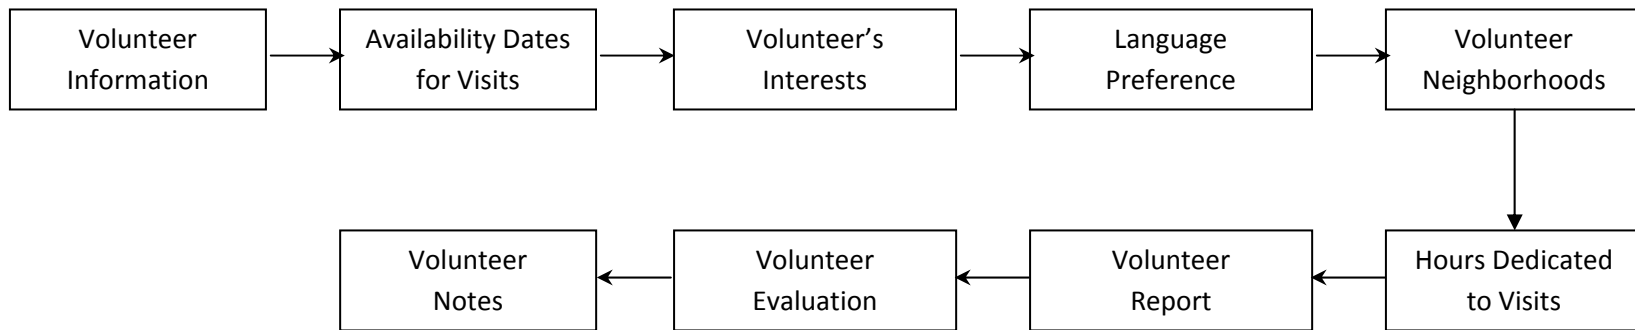 Volunteer
Information
Availability Dates
for Visits
Volunteer’s
Interests
Language
Preference
Volunteer
Neighborhoods
Volunteer
Notes
Volunteer
Evaluation
Volunteer
Report
Hours Dedicated
to Visits